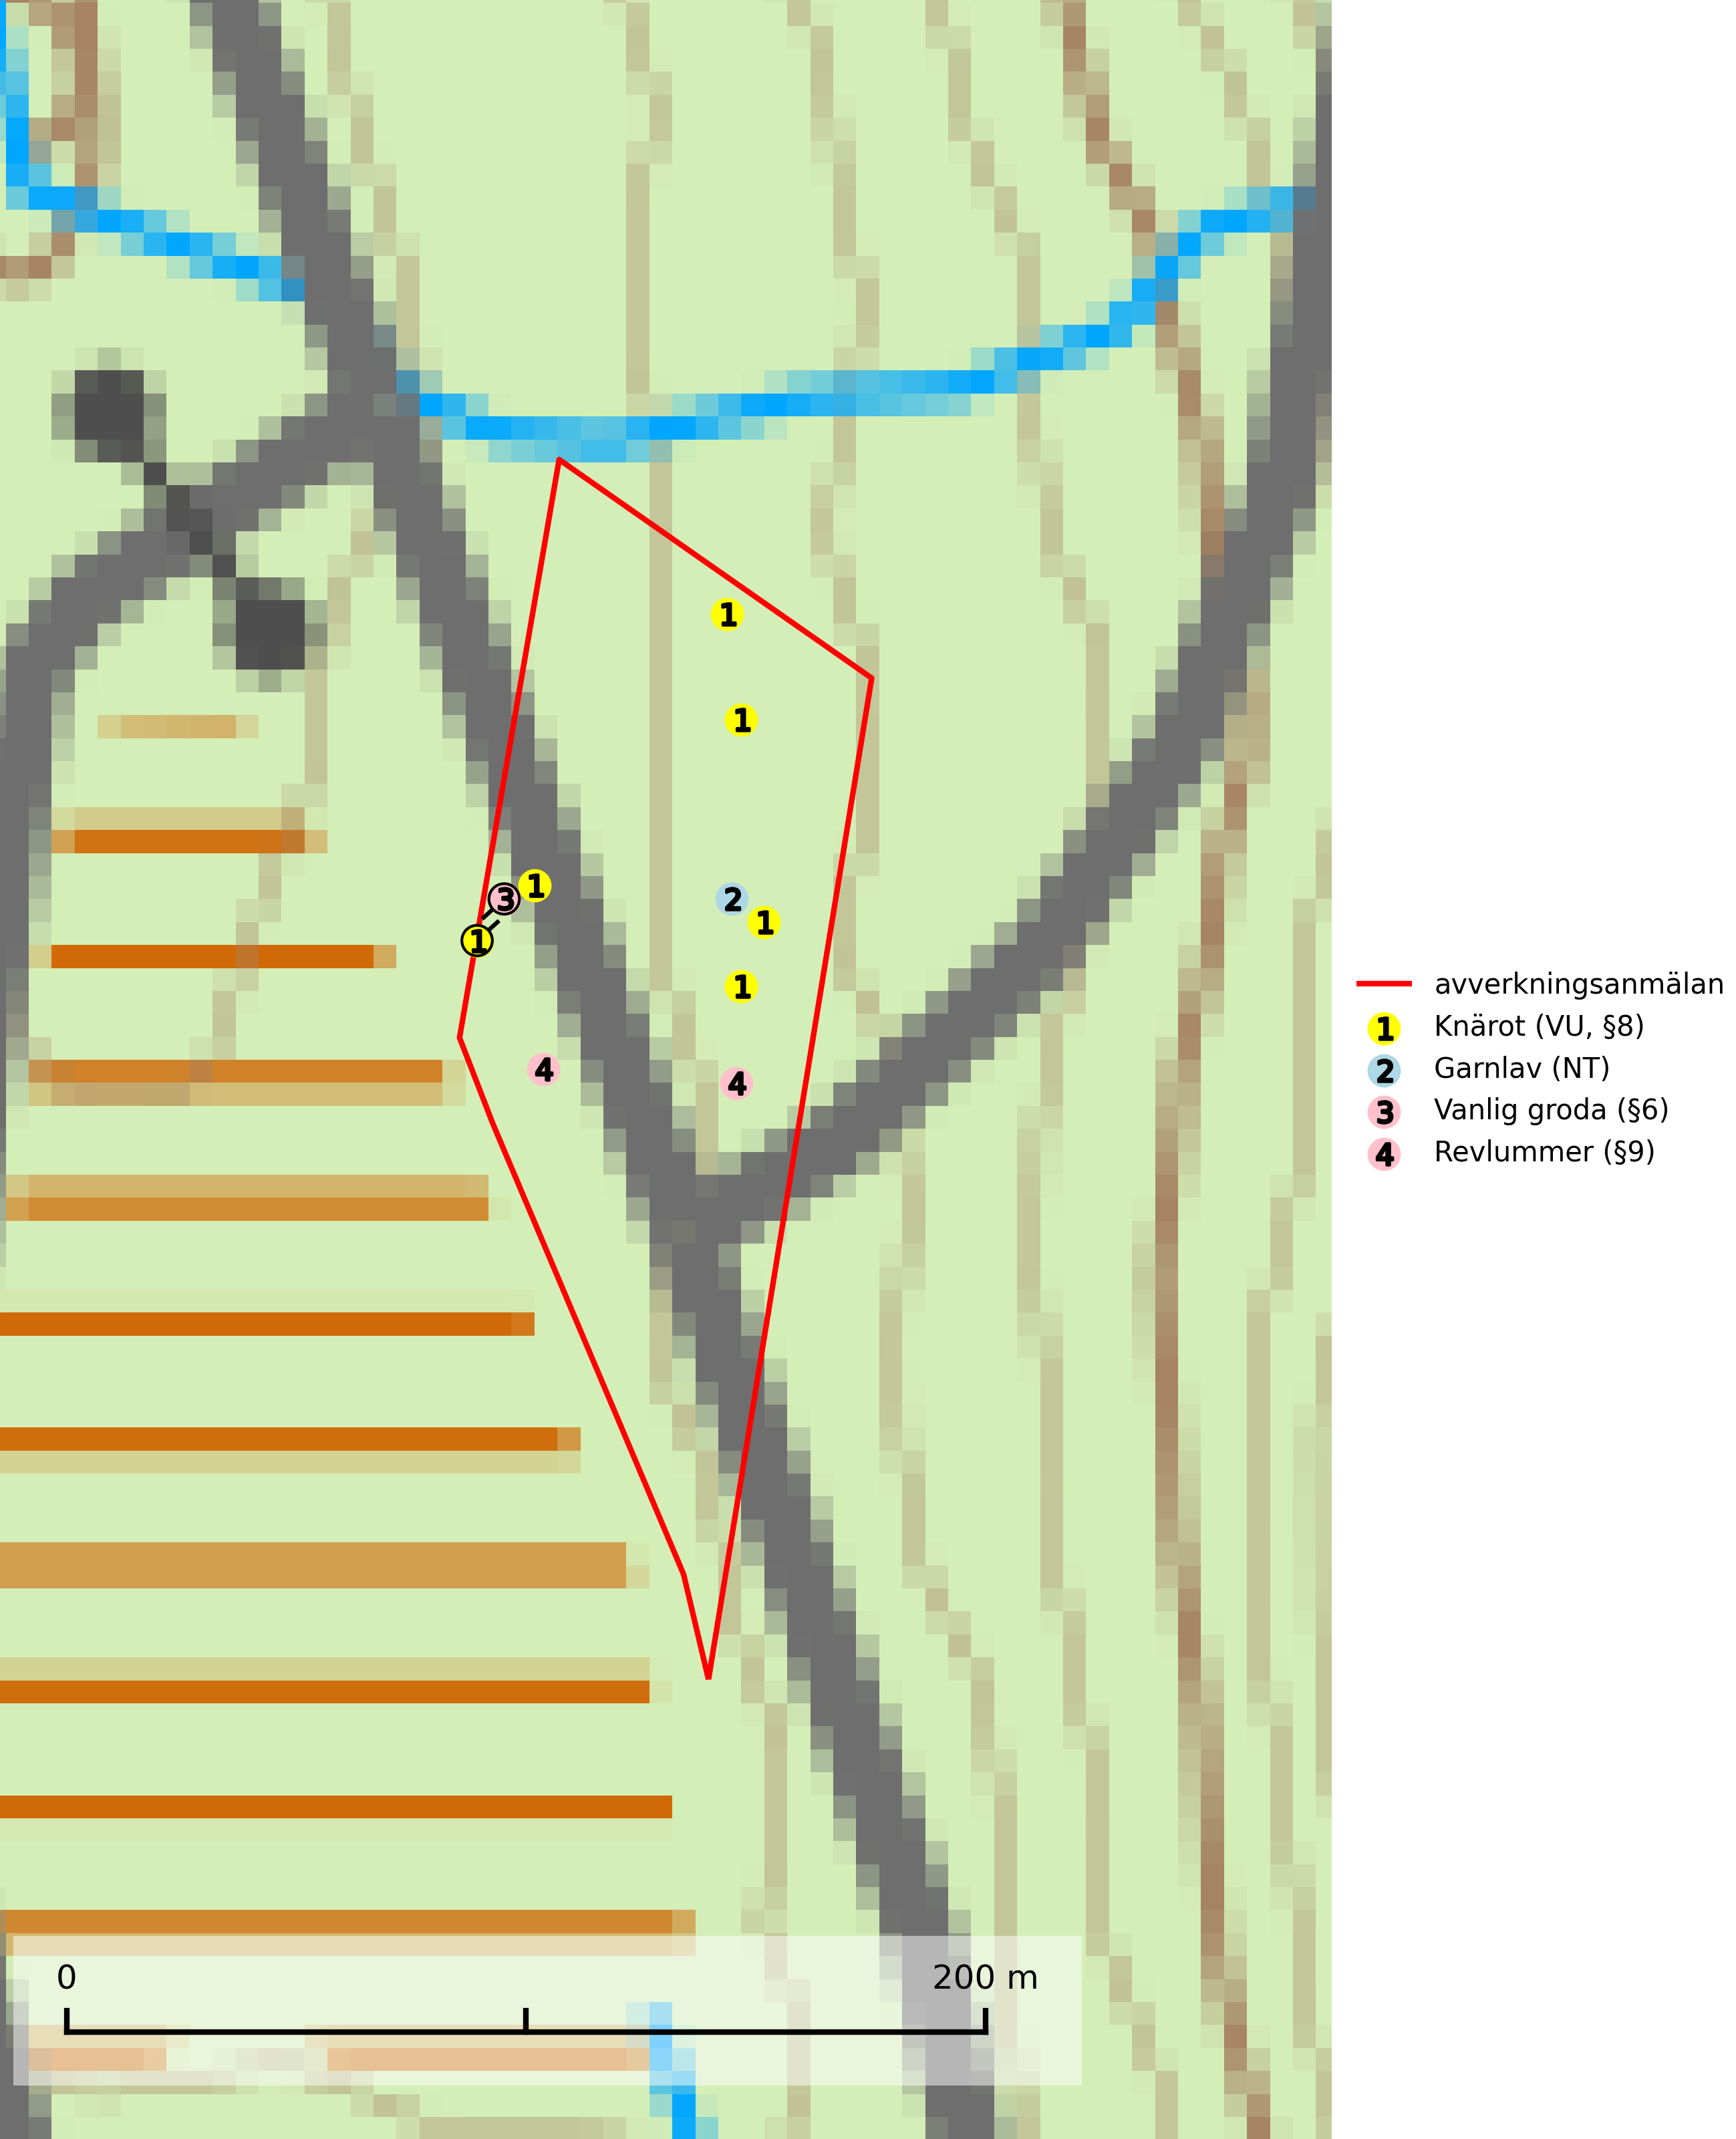 1
1
1
3
2
1
1
1
4
4
avverkningsanmälan
1 Knärot (VU, §8)
2 Garnlav (NT)
3 Vanlig groda (§6)
4 Revlummer (§9)
0 200 m